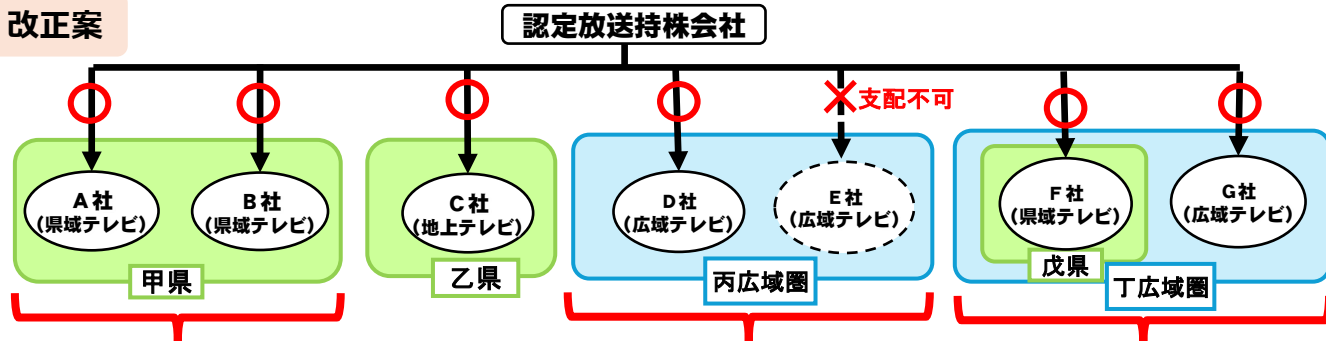 改正案
認定放送持株会社
支配不可
A社
(県域テレビ)
B社
(県域テレビ)
C社
(地上テレビ)
D社
(広域テレビ)
E社
(広域テレビ)
F社
(県域テレビ)
G社
(広域テレビ)
甲県
乙県
丙広域圏
戊県
丁広域圏